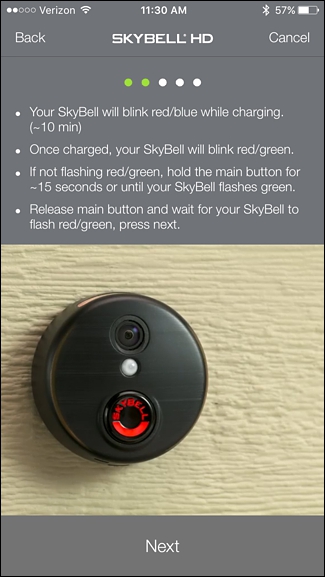 Verizon 11:30 AM 57%
Back SKYBELL HD Cancel
• Your SkyBell will blink red/blue while charging.
(~10 min)
• Once charged, your SkyBell will blink red/green.
• If not flashing red/green, hold the main button for
~15 seconds or until your SkyBell flashes green.
• Release main button and wait for your SkyBell to
flash red/green, press next.
SKYBELL
Next